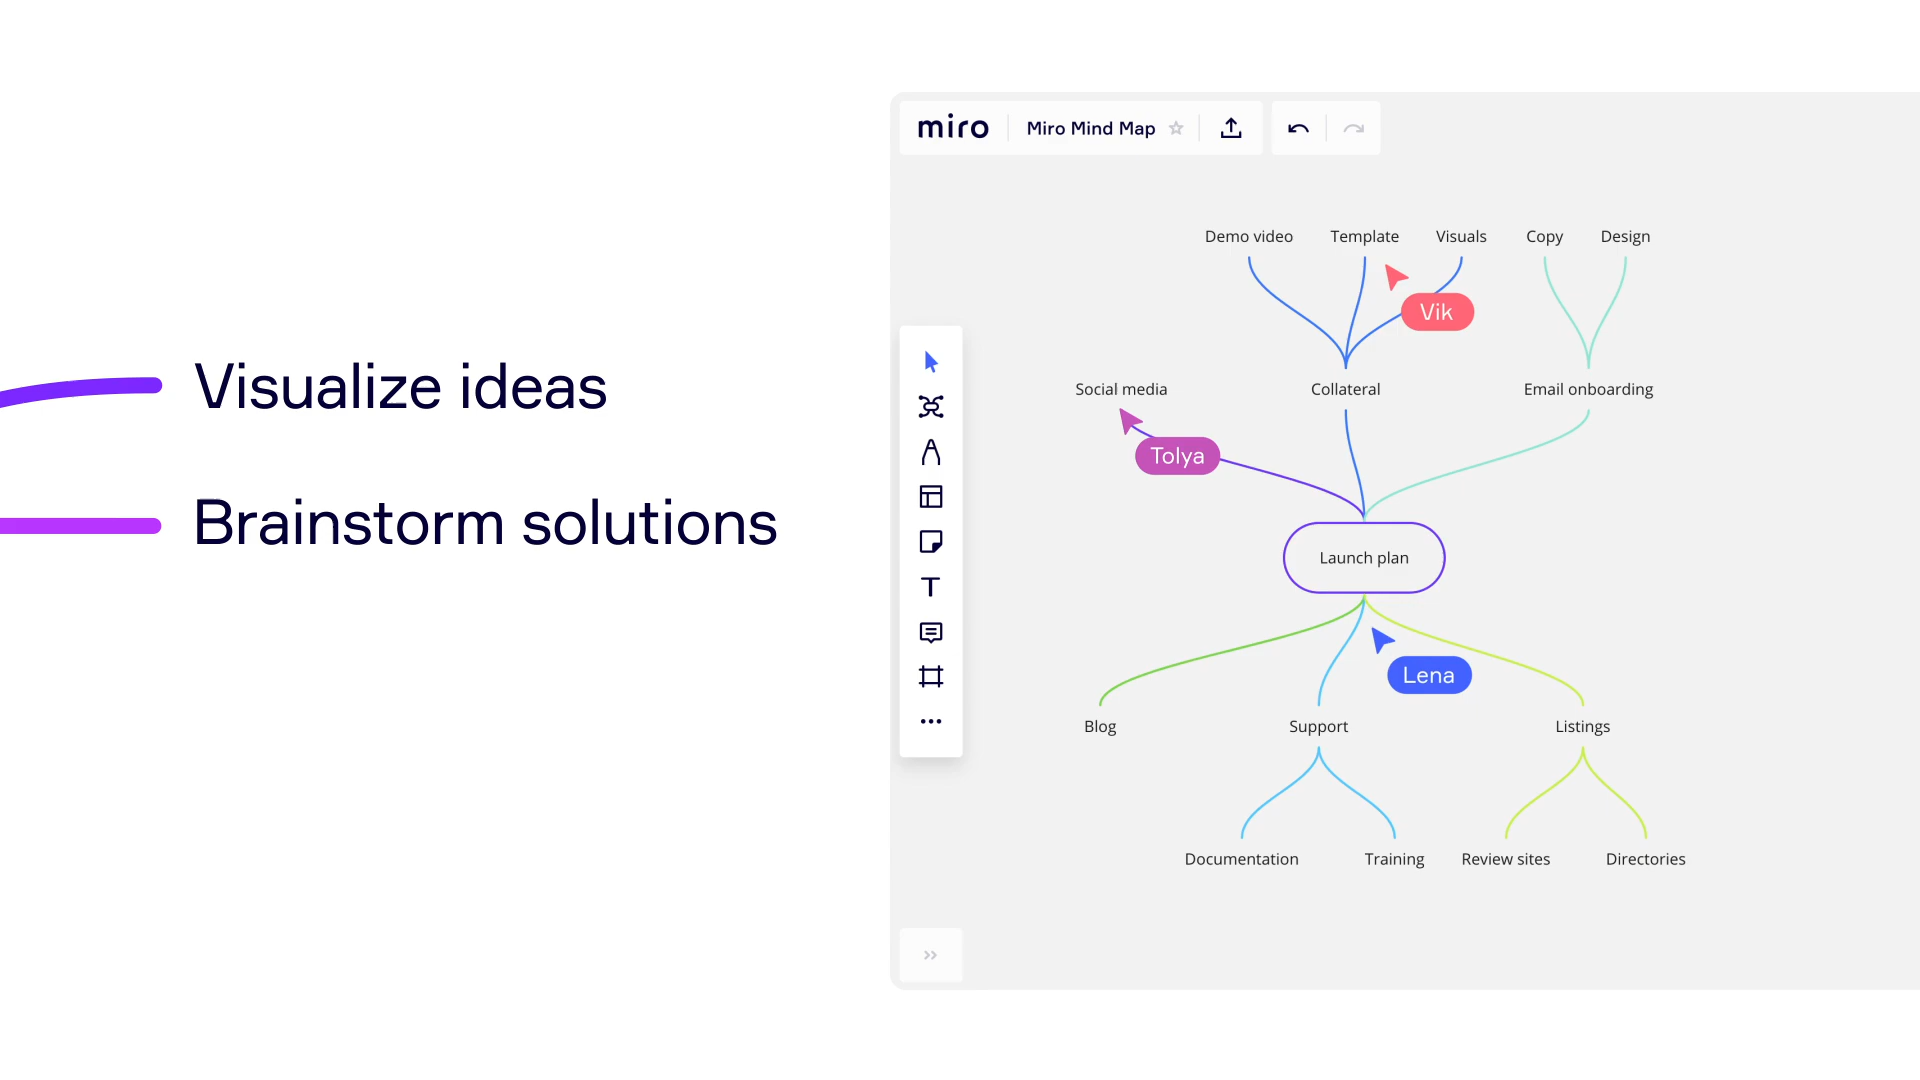 Visualize ideas
Brainstorm solutions
miro
Miro Mind Map
Demo video
Template
Visuals
Copy
Design
Vik
Social media
Collateral
Email onboarding
Tolya
Launch plan
Lena
Blog
Support
Listings
Documentation
Training
Review sites
Directories